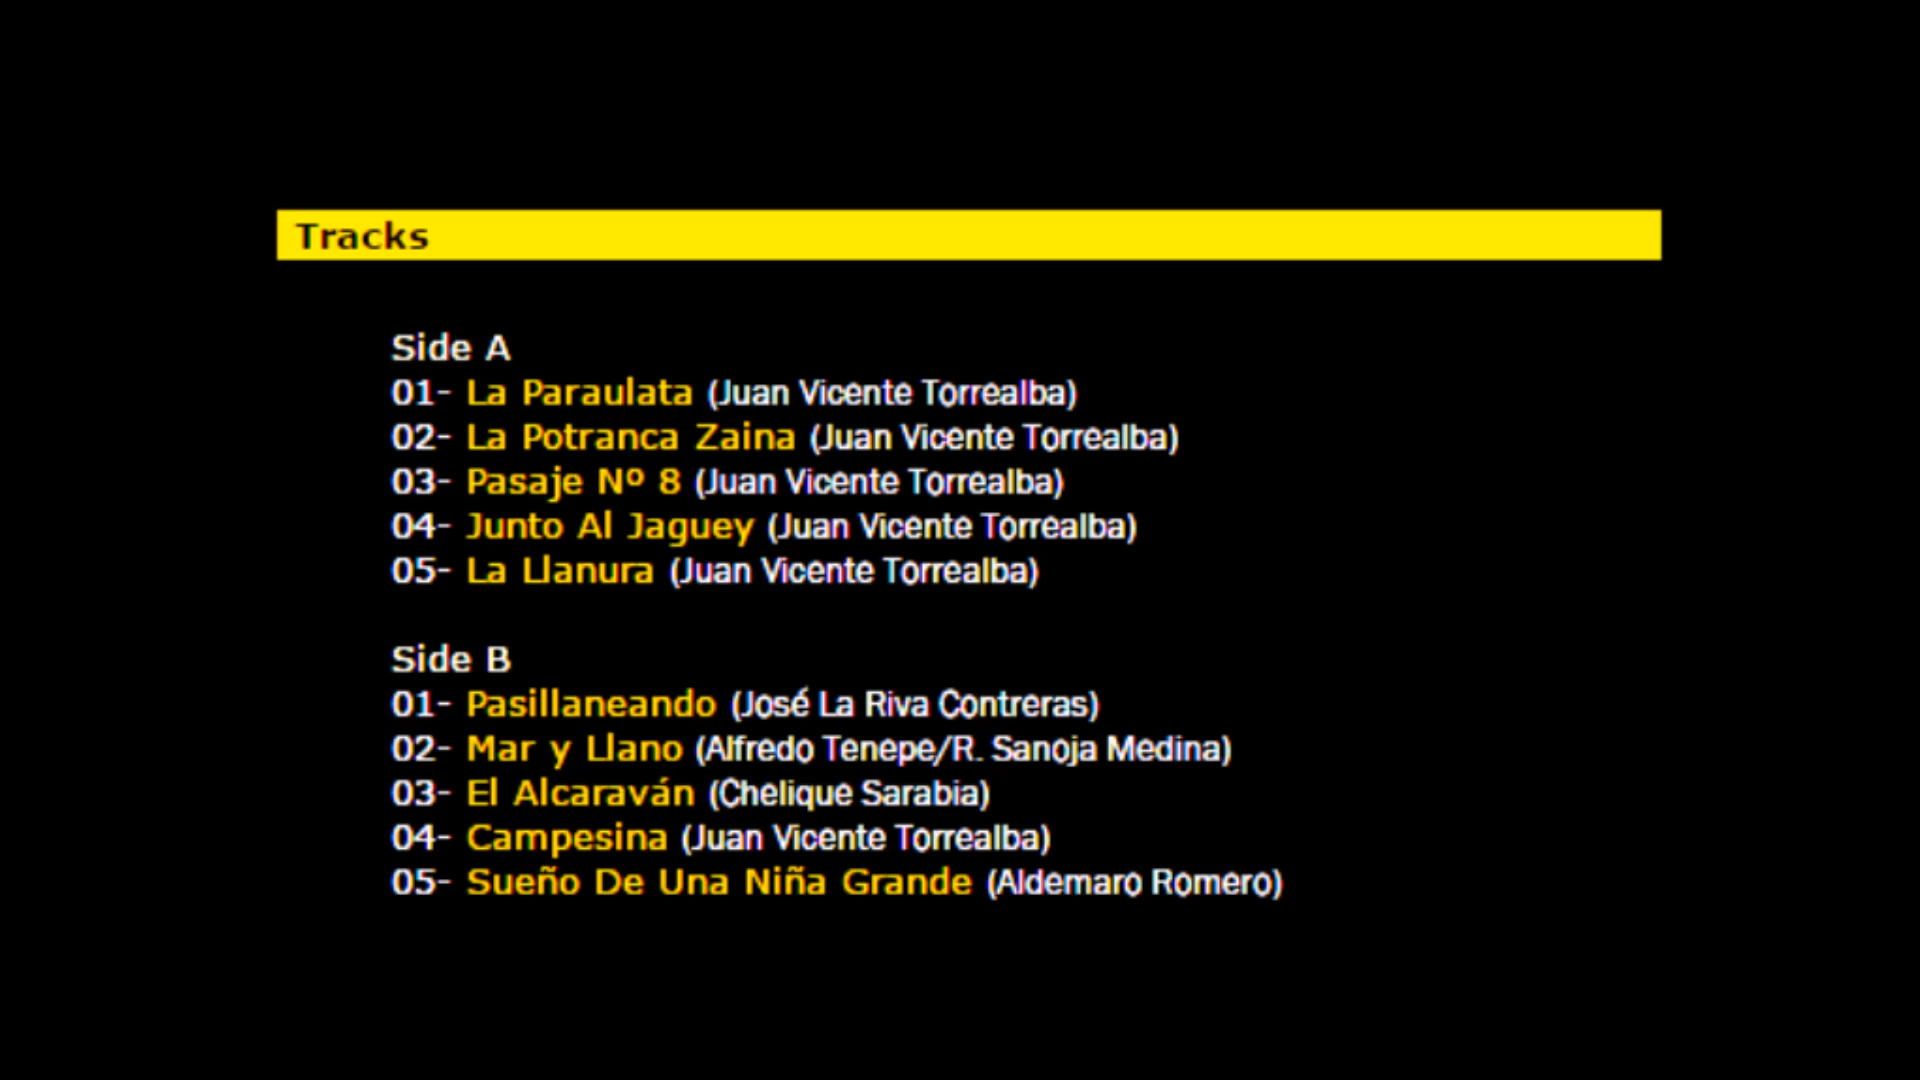 Tracks
Side A
01- La Paraulata (Juan Vicente Torrealba)
02- La Potranca Zaina (Juan Vicente Torrealba)
03- Pasaje Nº 8 (Juan Vicente Torrealba)
04- Junto Al Jaguey (Juan Vicente Torrealba)
05- La Llanura (Juan Vicente Torrealba)
Side B
01- Pasillaneando (José La Riva Contreras)
02- Mar y Llano (Alfredo Tenepe/R. Sanoja Medina)
03- El Alcaraván (Chelique Sarabia)
04- Campesina (Juan Vicente Torrealba)
05- Sueño De Una Niña Grande (Aldemaro Romero)